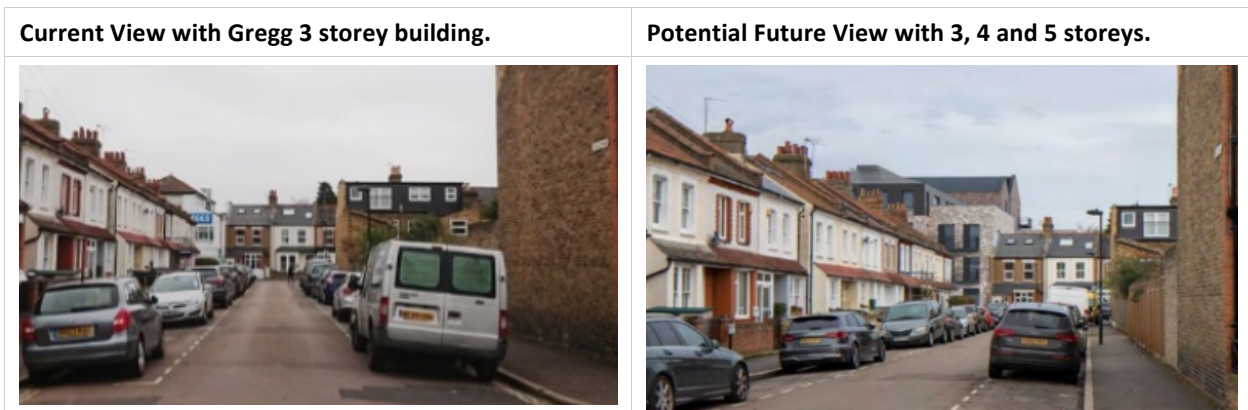 Current View with Gregg 3 storey building.
Potential Future View with 3, 4 and 5 storeys.